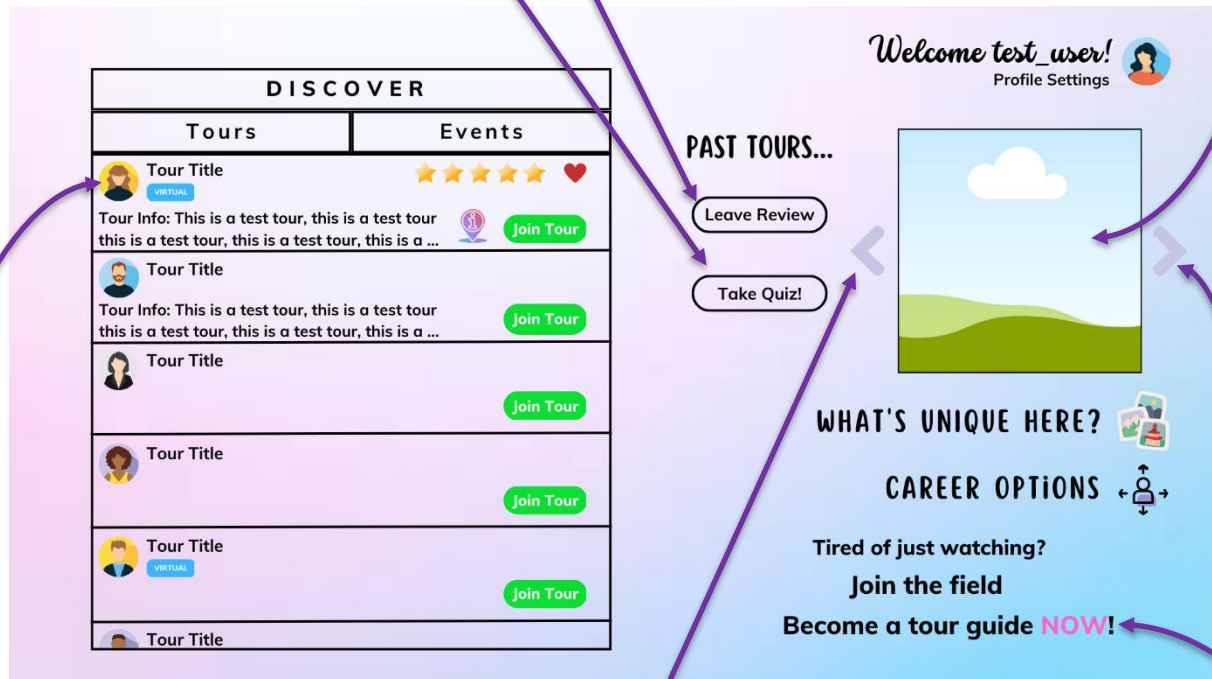 Welcome test_user!
Profile Settings
DISCOVER
Tours
Events
Tour Title
VIRTUAL
Tour Info: This is a test tour, this is a test tour
this is a test tour, this is a test tour, this is a ...
i
Join Tour
Tour Title
Tour Info: This is a test tour, this is a test tour
this is a test tour, this is a test tour, this is a ...
Join Tour
Tour Title
Join Tour
Tour Title
Join Tour
Tour Title
VIRTUAL
Join Tour
Tour Title
PAST TOURS...
Leave Review
Take Quiz!
WHAT'S UNIQUE HERE?
CAREER OPTiONS
Tired of just watching?
Join the field
Become a tour guide NOW!